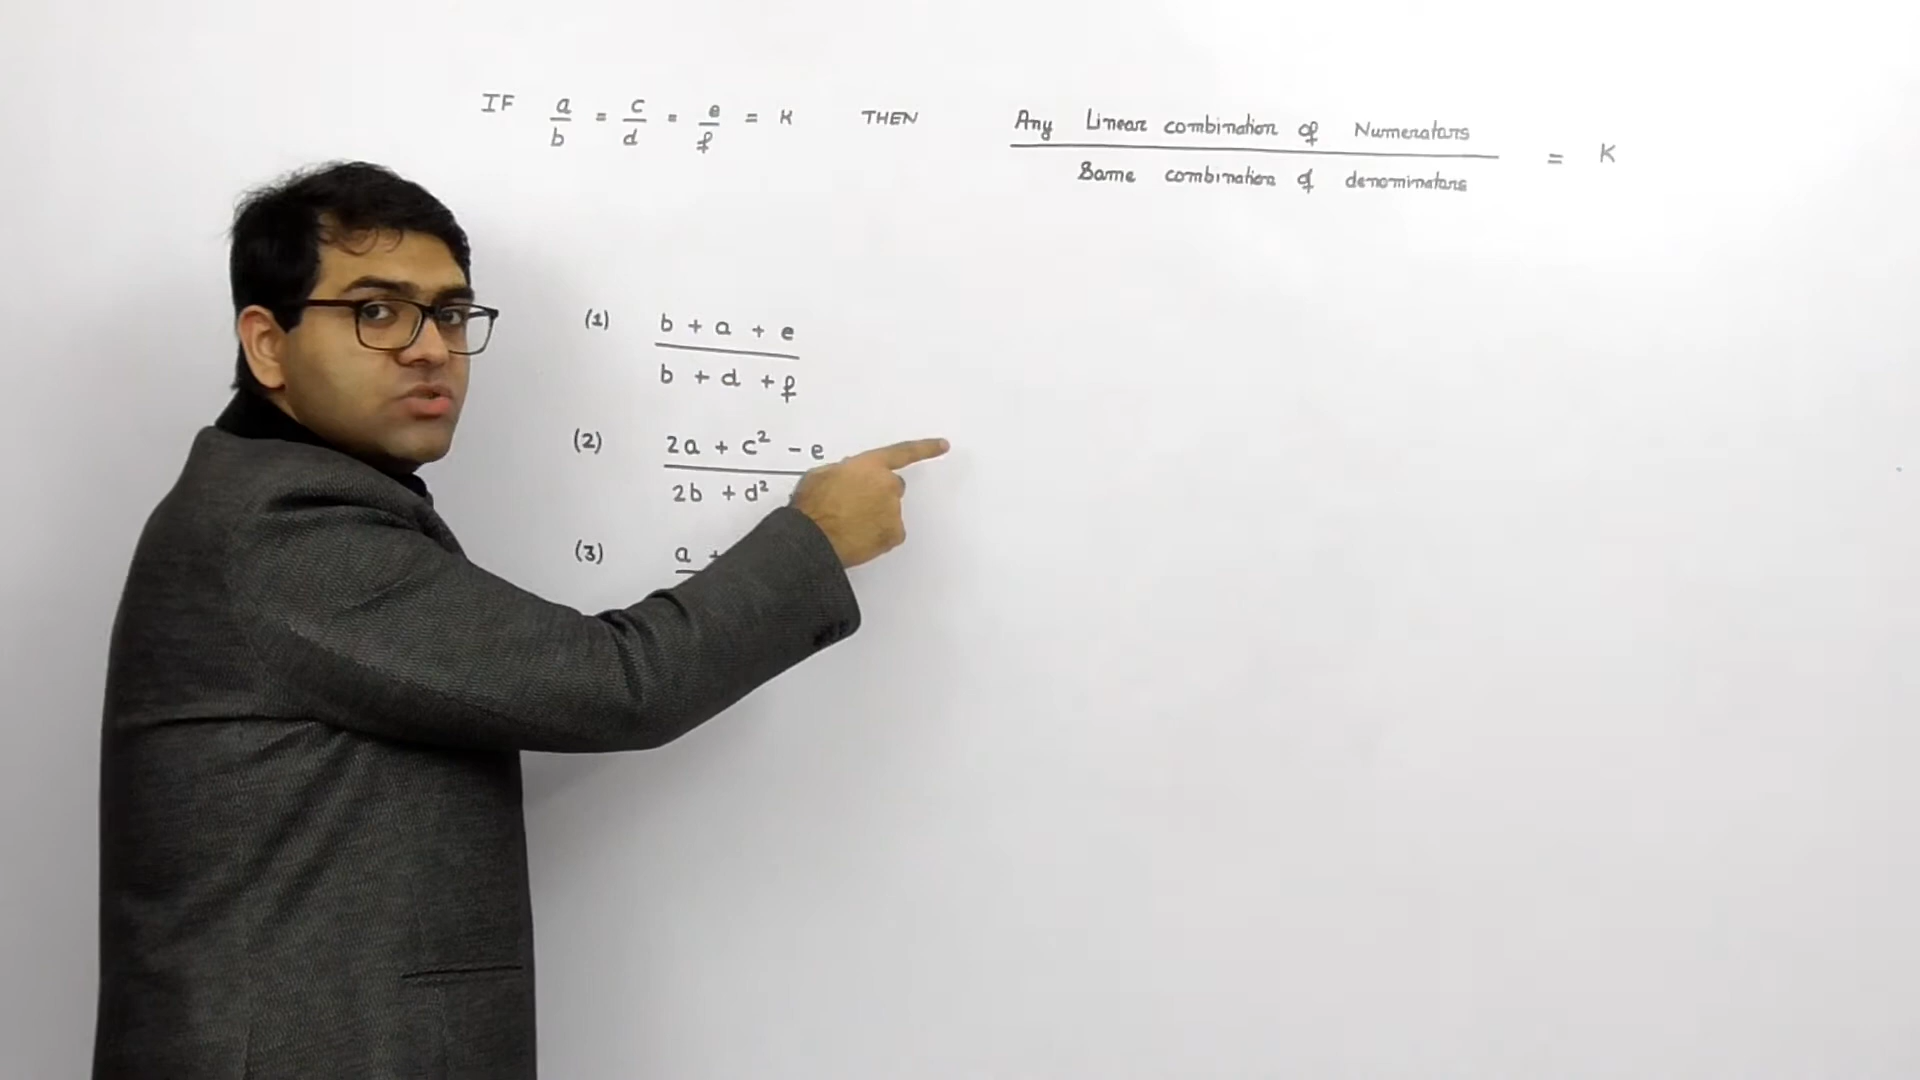 IF a/b = c/d = e/f = K THEN Any Linear combination of Numerators / Same combination of denominators = K
(1) b + a + e / b + d + f
(2) 2a + c² - e / 2b + d²
(3) a +